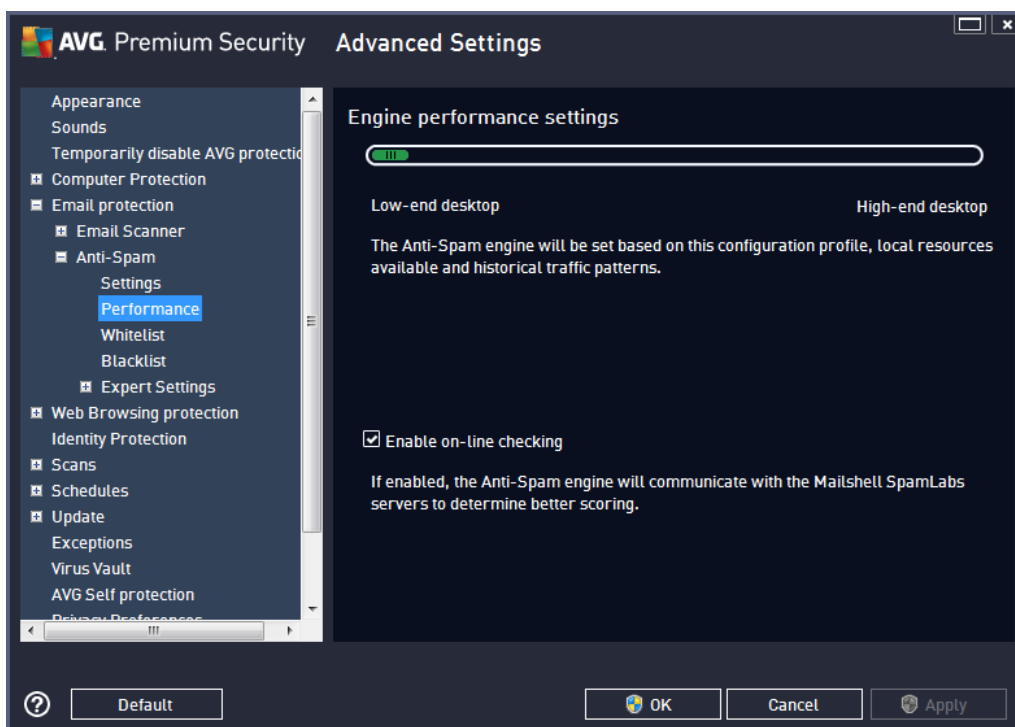 AVG. Premium Security
Advanced Settings
Appearance
Sounds
Temporarily disable AVG protectic
Computer Protection
Email protection
Email Scanner
Anti-Spam
Settings
Performance
Whitelist
Blacklist
Expert Settings
Web Browsing protection
Identity Protection
Scans
Schedules
Update
Exceptions
Virus Vault
AVG Self protection
Privacy Preferences
Engine performance settings
Low-end desktop
High-end desktop
The Anti-Spam engine will be set based on this configuration profile, local resources
available and historical traffic patterns.
Enable on-line checking
If enabled, the Anti-Spam engine will communicate with the Mailshell SpamLabs
servers to determine better scoring.
Default
OK
Cancel
Apply